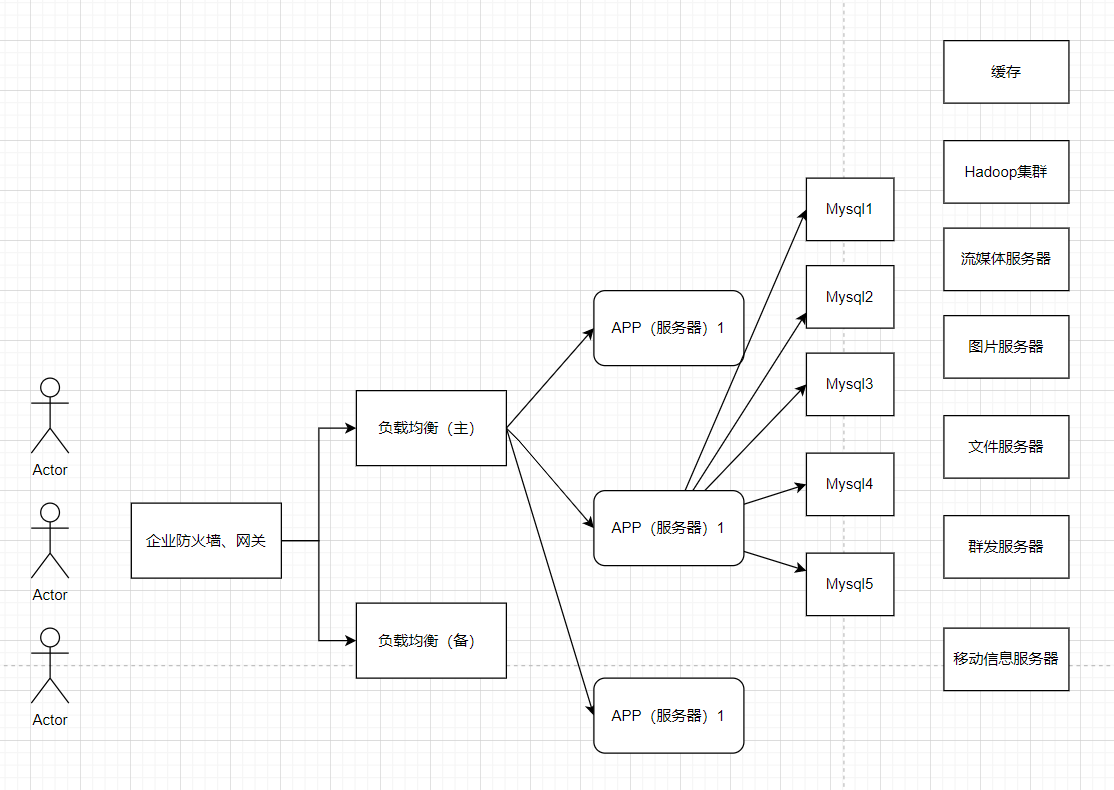 Actor
Actor
Actor
企业防火墙、网关
负载均衡（主）
负载均衡（备）
APP（服务器）1
APP（服务器）1
APP（服务器）1
Mysql1
Mysql2
Mysql3
Mysql4
Mysql5
缓存
Hadoop集群
流媒体服务器
图片服务器
文件服务器
群发服务器
移动信息服务器